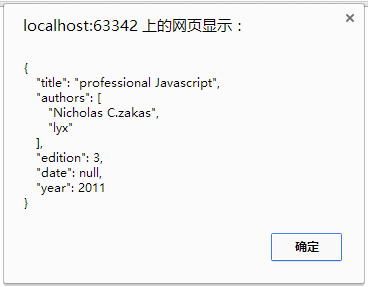 localhost:63342 上的网页显示：
{
    "title": "professional Javascript",
    "authors": [
        "Nicholas C.zakas",
        "lyx"
    ],
    "edition": 3,
    "date": null,
    "year": 2011
}
确定